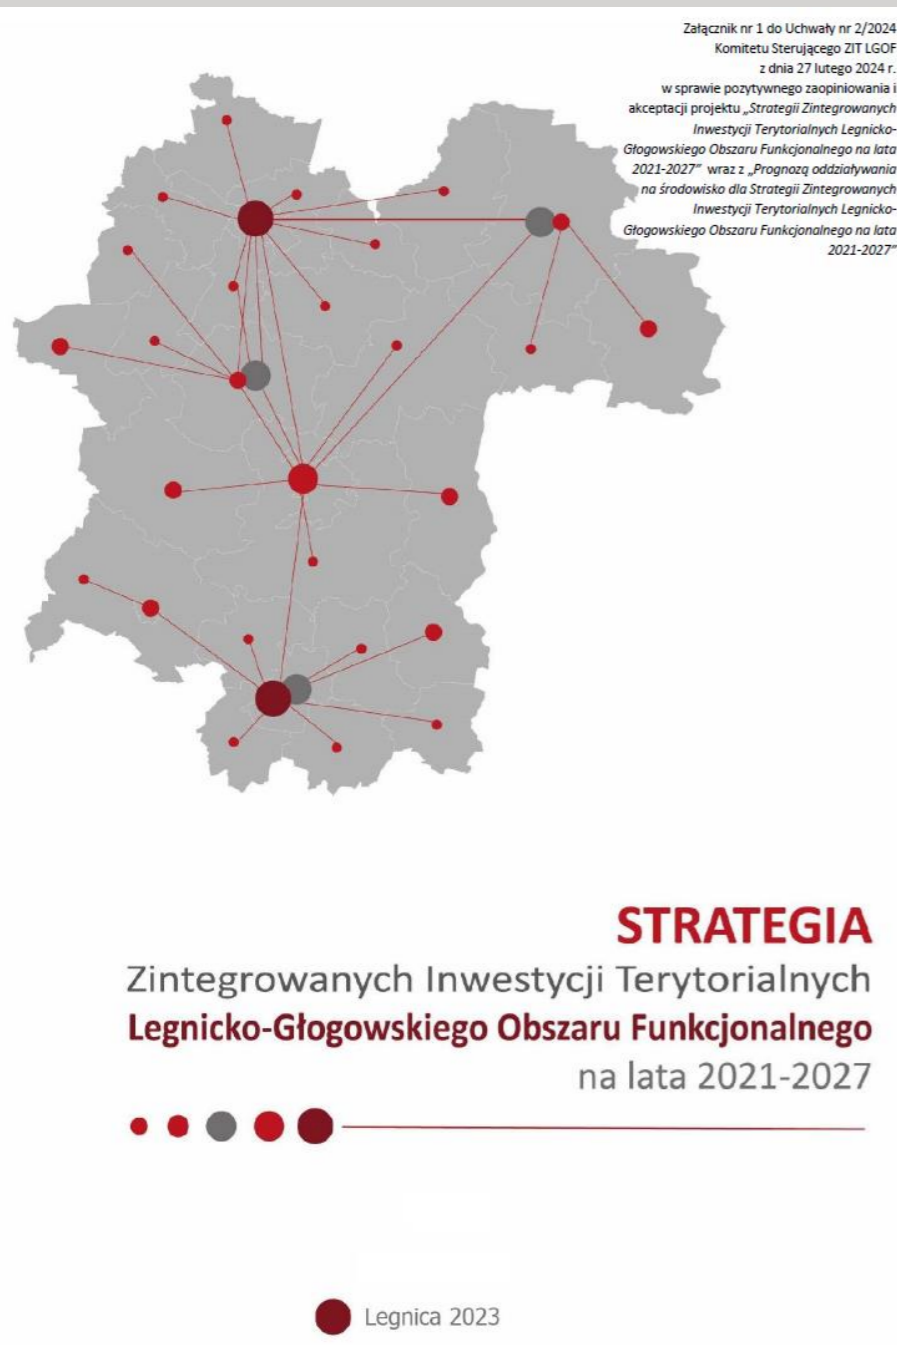 Załącznik nr 1 do Uchwały nr 2/2024
Komitetu Sterującego ZIT LGOF
z dnia 27 lutego 2024 r.
w sprawie pozytywnego zaopiniowania i
akceptacji projektu „Strategii Zintegrowanych
Inwestycji Terytorialnych Legnicko-
Głogowskiego Obszaru Funkcjonalnego na lata
2021-2027” wraz z „Prognozą oddziaływania
na środowisko dla Strategii Zintegrowanych
Inwestycji Terytorialnych Legnicko-
Głogowskiego Obszaru Funkcjonalnego na lata
2021-2027”
STRATEGIA
Zintegrowanych Inwestycji Terytorialnych
Legnicko-Głogowskiego Obszaru Funkcjonalnego
na lata 2021-2027
Legnica 2023